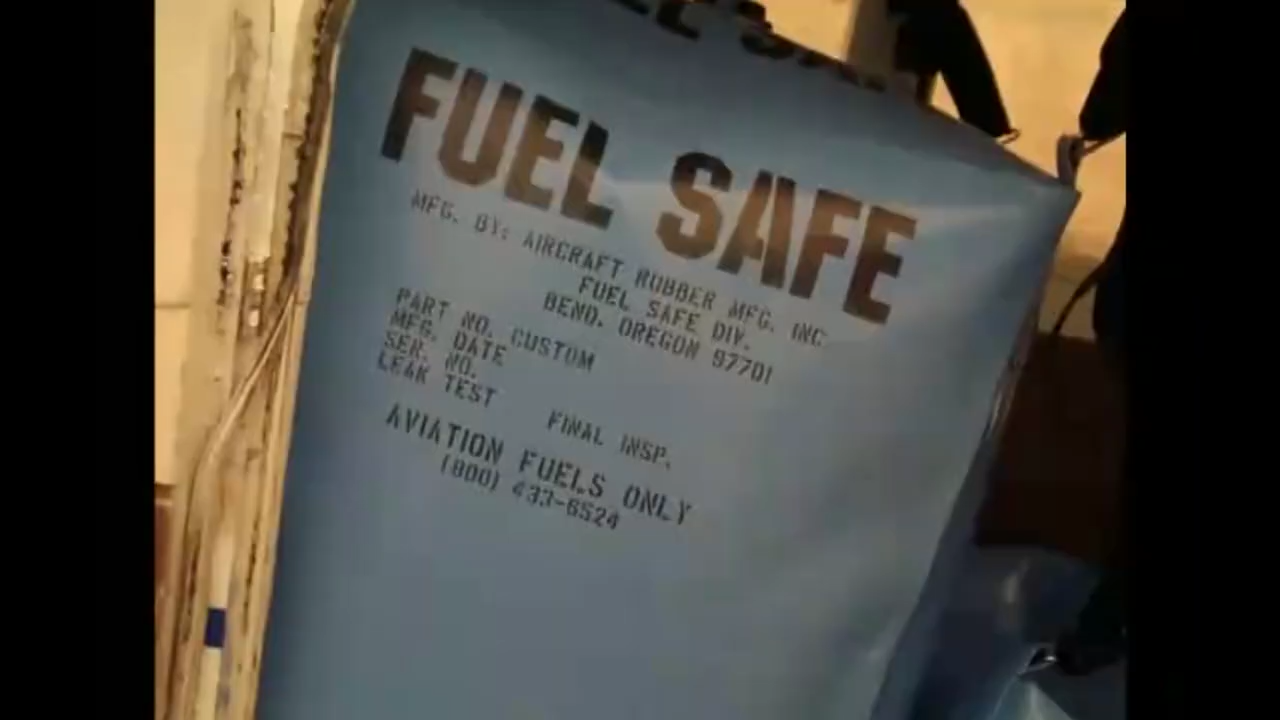 FUEL SAFE
MFG. BY: AIRCRAFT RUBBER MFG. INC
FUEL SAFE DIV.
BEND. OREGON 97701
PART NO. CUSTOM
MFG. DATE
SER. NO.
LEAK TEST FINAL INSP.
AVIATION FUELS ONLY
(800) 433-6524